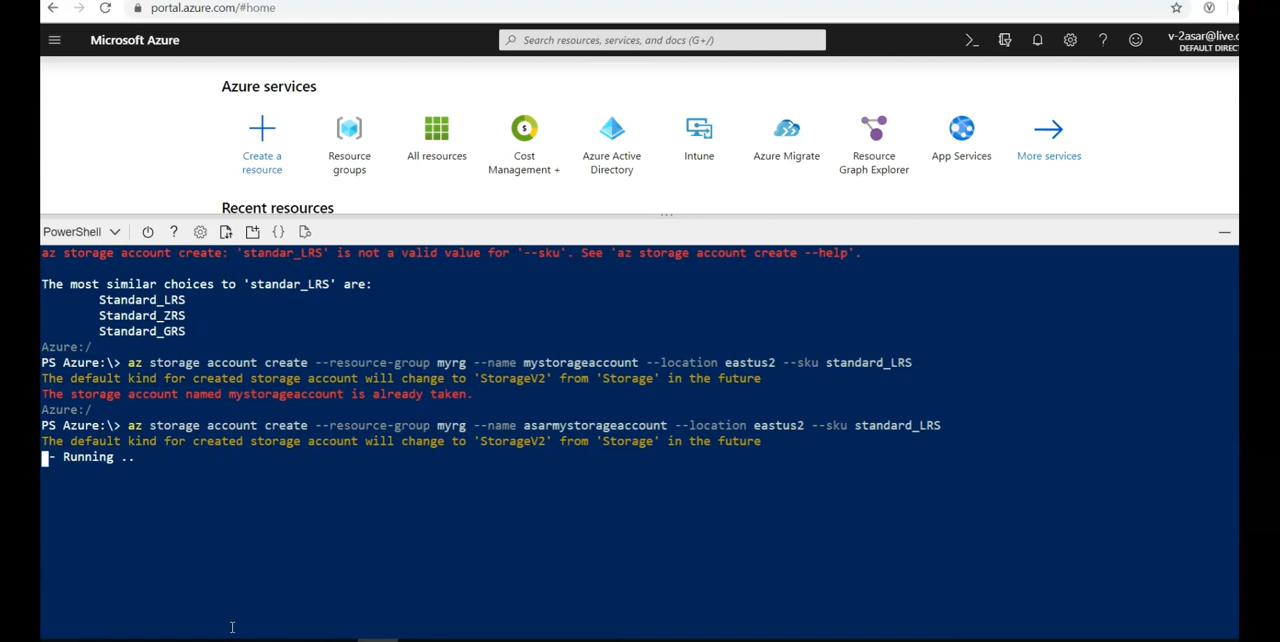 portal.azure.com/#home
Microsoft Azure
Search resources, services, and docs (G+/)
v-2asar@live.c
DEFAULT DIREC
Azure services
Create a resource
Resource groups
All resources
Cost Management +
Azure Active Directory
Intune
Azure Migrate
Resource Graph Explorer
App Services
More services
Recent resources
PowerShell
az storage account create: 'standar_LRS' is not a valid value for '--sku'. See 'az storage account create --help'.
The most similar choices to 'standar_LRS' are:
Standard_LRS
Standard_ZRS
Standard_GRS
Azure:/
PS Azure:\> az storage account create --resource-group myrg --name mystorageaccount --location eastus2 --sku standard_LRS
The default kind for created storage account will change to 'StorageV2' from 'Storage' in the future
The storage account named mystorageaccount is already taken.
Azure:/
PS Azure:\> az storage account create --resource-group myrg --name asarmystorageaccount --location eastus2 --sku standard_LRS
The default kind for created storage account will change to 'StorageV2' from 'Storage' in the future
- Running ..